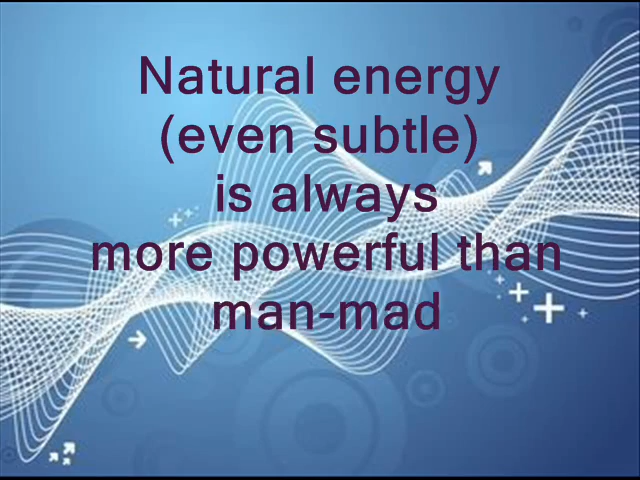 Natural energy
(even subtle)
is always
more powerful than
man-mad